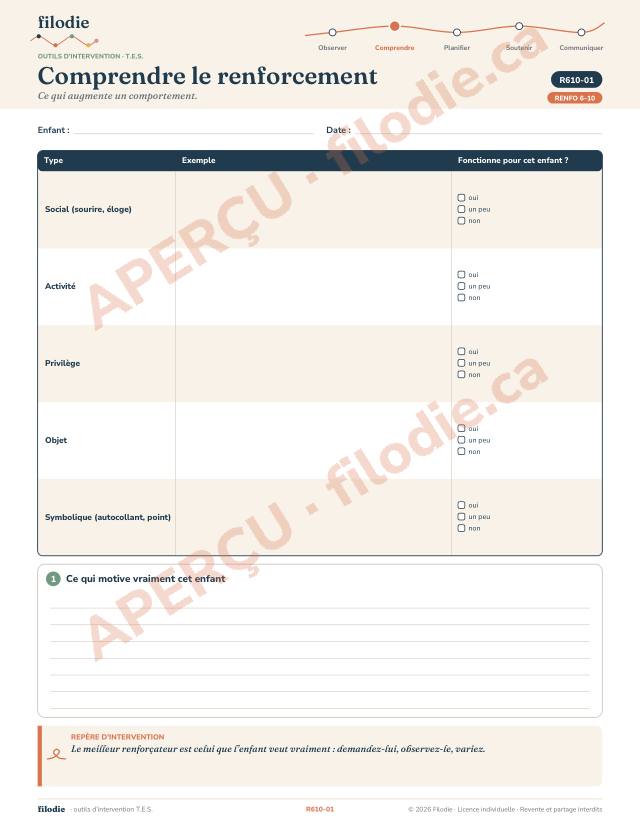 filodie
Observer Comprendre Planifier Soutenir Communiquer
OUTILS D'INTERVENTION · T.E.S.
Comprendre le renforcement
Ce qui augmente un comportement.
R610-01
RENFO 6-10
Enfant : Date :
Type Exemple Fonctionne pour cet enfant ?
Social (sourire, éloge)
oui
un peu
non
Activité
oui
un peu
non
Privilège
oui
un peu
non
Objet
oui
un peu
non
Symbolique (autocollant, point)
oui
un peu
non
1 Ce qui motive vraiment cet enfant
REPÈRE D'INTERVENTION
Le meilleur renforçateur est celui que l'enfant veut vraiment : demandez-lui, observez-le, variez.
filodie · outils d'intervention T.E.S. R610-01 © 2026 Filodie · Licence individuelle · Revente et partage interdits
APERÇU · filodie.ca
APERÇU · filodie.ca